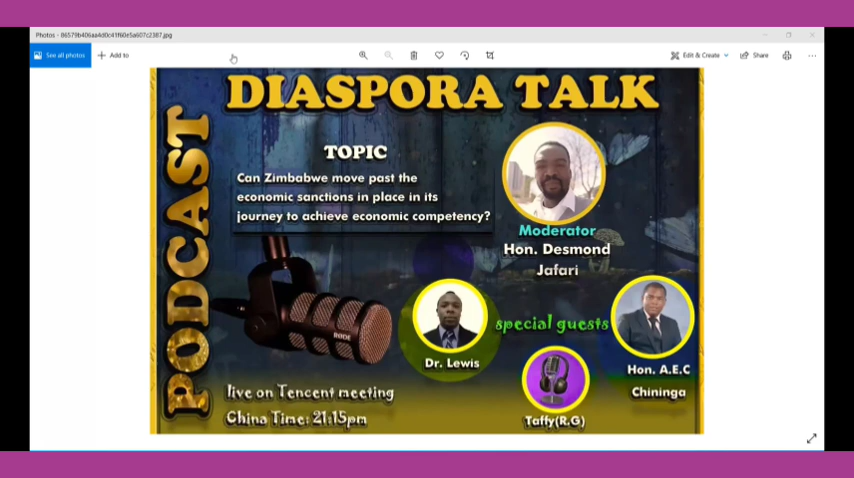 Photos - 86579b406aa4d0c41f60e5a607c2387.jpg
See all photos
Add to
Edit & Create
Share
DIASPORA TALK
PODCAST
TOPIC
Can Zimbabwe move past the
economic sanctions in place in its
journey to achieve economic competency?
Moderator
Hon. Desmond
Jafari
special guests
RØDE
Dr. Lewis
Hon. A.E.C
Chininga
Taffy(R.G)
live on Tencent meeting
China Time: 21:15pm